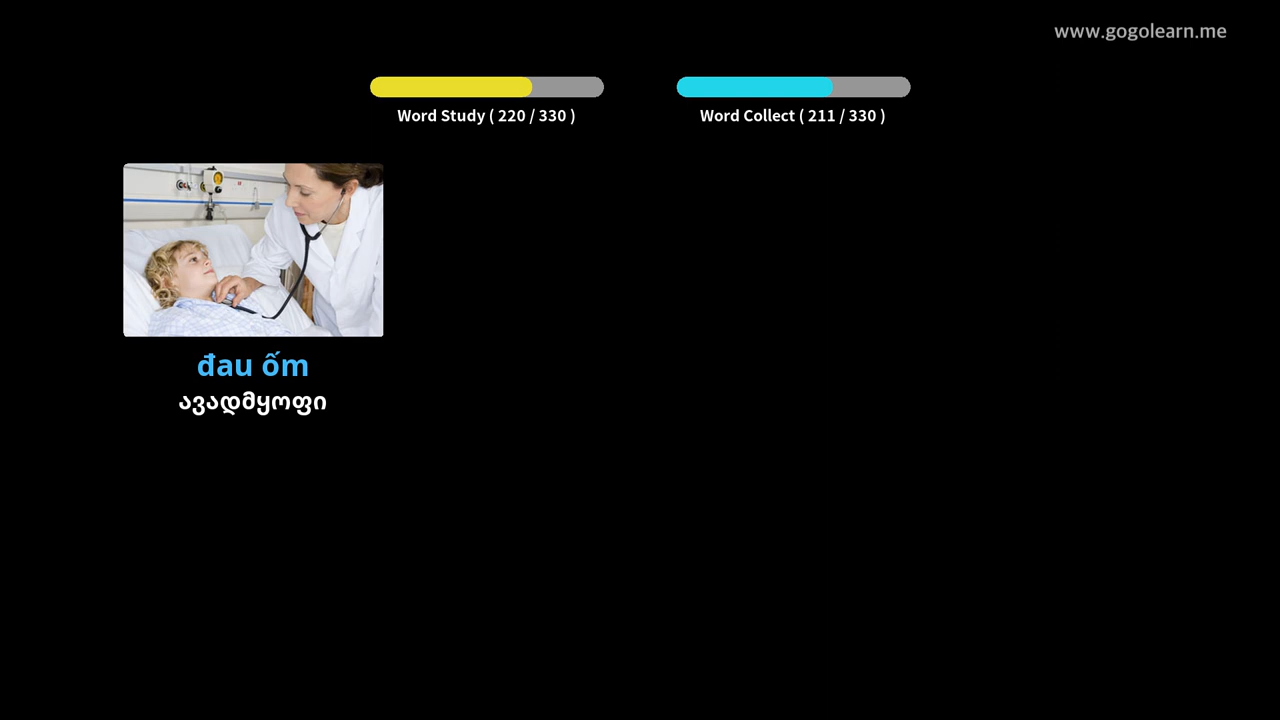 www.gogolearn.me
Word Study ( 220 / 330 )
Word Collect ( 211 / 330 )
đau ốm
ავადმყოფი